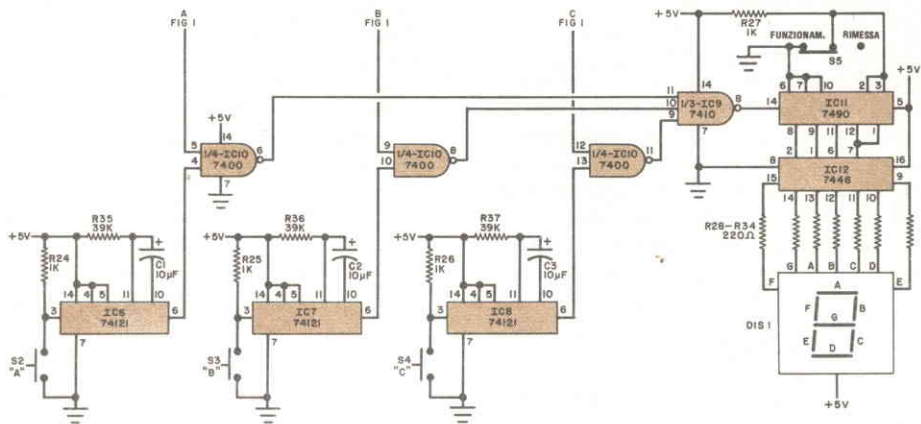 A
FIG 1
B
FIG 1
C
FIG 1
+5V
R27
1K
FUNZIONAM.
RIMESSA
S5
+5V
14
11
10
9
1/3-IC9
7410
8
7
14
6 7 10 2 3
IC11
7490
5
8 9 11 12 1
2 1 6 7
8
15
IC12
7448
16
9
14 13 12 11 10
R28-R34
220Ω
F G A B C D E
DIS 1
A
F B
G
E C
D
+5V
+5V
14
5
4
1/4-IC10
7400
6
7
9
10
1/4-IC10
7400
8
12
13
1/4-IC10
7400
11
+5V
R35
39K
R24
1K
+
C1
10µF
14 4 5 11 10
3
IC6
74121
6
7
S2
"A"
+5V
R36
39K
R25
1K
+
C2
10µF
14 4 5 11 10
3
IC7
74121
6
7
S3
"B"
+5V
R37
39K
R26
1K
+
C3
10µF
14 4 5 11 10
3
IC8
74121
6
7
S4
"C"